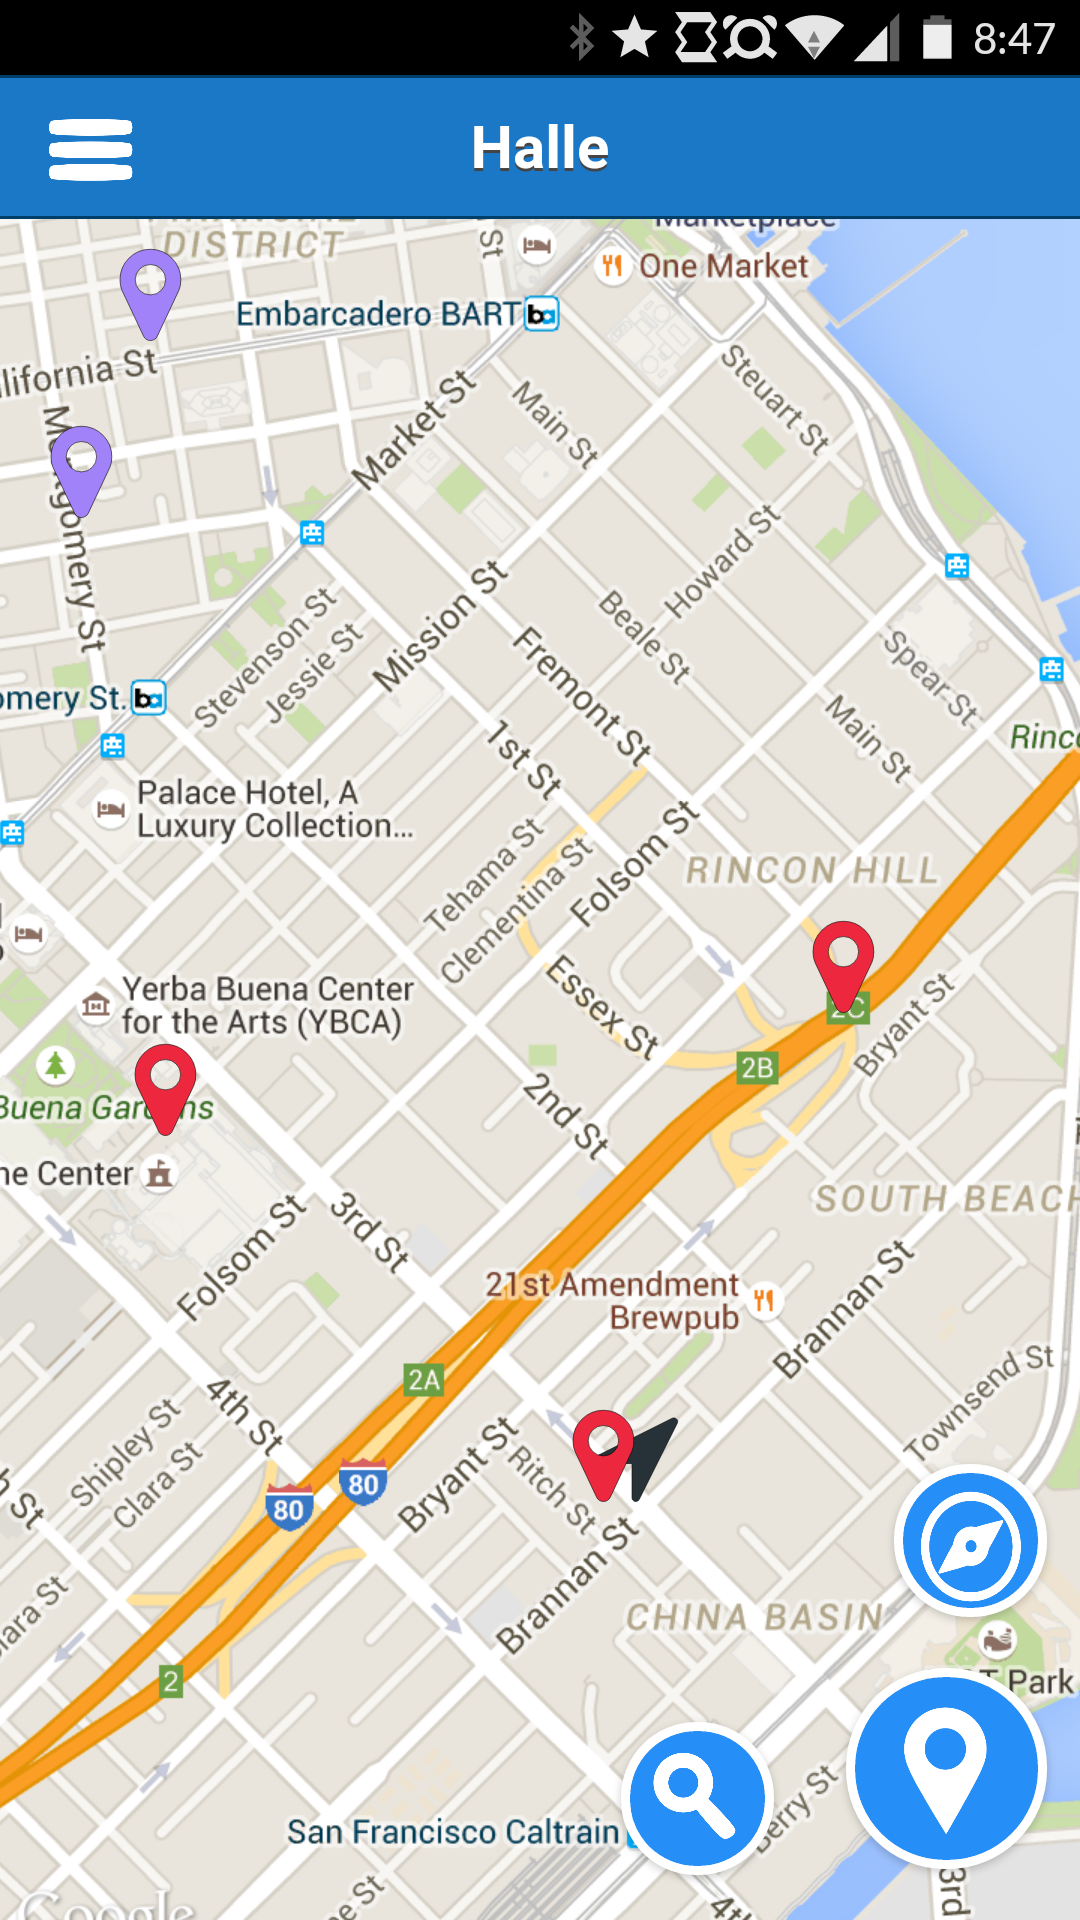 8:47
Halle
DISTRICT
St
One Market
Embarcadero BART
lifornia St
Steuart St
Market St
Main St
Montgomery St
Howard St
Mission St
Stevenson St
Jessie St
Beale St
Fremont St
Spear St
omery St.
Main St
1st St
Rinco
Palace Hotel, A
Luxury Collection...
Tehama St
Clementina St
Folsom St
RINCON HILL
Essex St
Yerba Buena Center
for the Arts (YBCA)
2C
Bryant St
2B
Buena Gardens
2nd St
ne Center
SOUTH BEACH
Folsom St
3rd St
21st Amendment
Brewpub
Brannan St
2A
Townsend St
4th St
Shipley St
Clara St
Bryant St
Ritch St
80
80
h St
Brannan St
lara St
CHINA BASIN
T Park
2
San Francisco Caltrain
Berry St
3rd
4t
ne St
Google